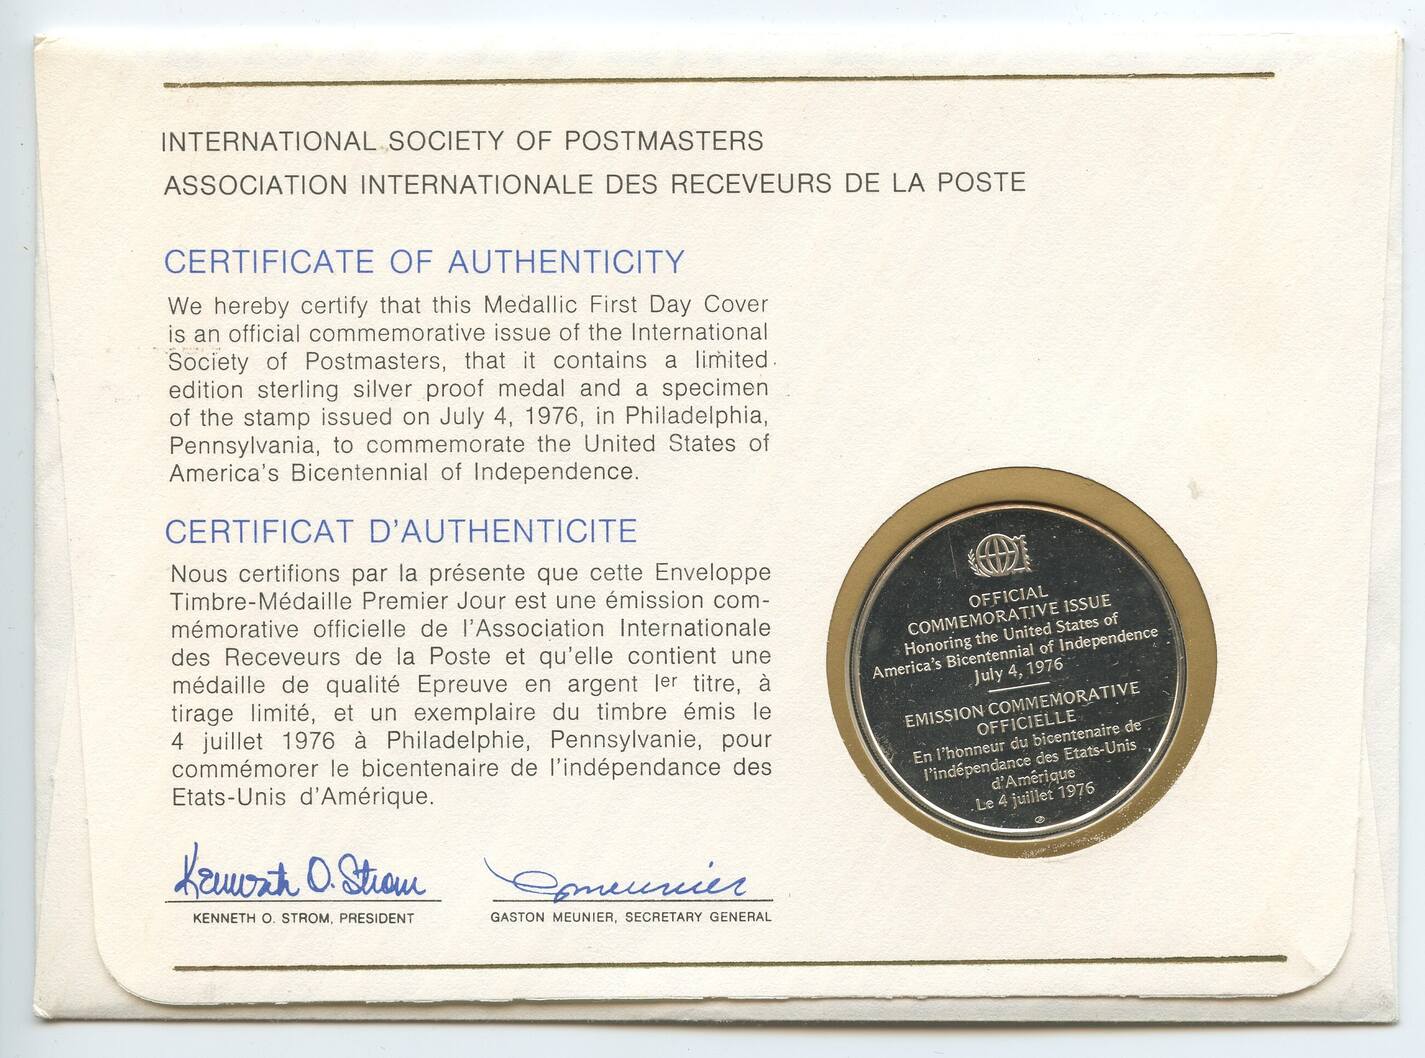 INTERNATIONAL SOCIETY OF POSTMASTERS
ASSOCIATION INTERNATIONALE DES RECEVEURS DE LA POSTE
CERTIFICATE OF AUTHENTICITY
We hereby certify that this Medallic First Day Cover
is an official commemorative issue of the International
Society of Postmasters, that it contains a limited
edition sterling silver proof medal and a specimen
of the stamp issued on July 4, 1976, in Philadelphia,
Pennsylvania, to commemorate the United States of
America's Bicentennial of Independence.
CERTIFICAT D'AUTHENTICITE
Nous certifions par la présente que cette Enveloppe
Timbre-Médaille Premier Jour est une émission com-
mémorative officielle de l'Association Internationale
des Receveurs de la Poste et qu'elle contient une
médaille de qualité Epreuve en argent Ier titre, à
tirage limité, et un exemplaire du timbre émis le
4 juillet 1976 à Philadelphie, Pennsylvanie, pour
commémorer le bicentenaire de l'indépendance des
Etats-Unis d'Amérique.
Kenneth O. Strom
KENNETH O. STROM, PRESIDENT
Gmeunier
GASTON MEUNIER, SECRETARY GENERAL
OFFICIAL
COMMEMORATIVE ISSUE
Honoring the United States of
America's Bicentennial of Independence
July 4, 1976
EMISSION COMMEMORATIVE
OFFICIELLE
En l'honneur du bicentenaire de
l'indépendance des Etats-Unis
d'Amérique
Le 4 juillet 1976